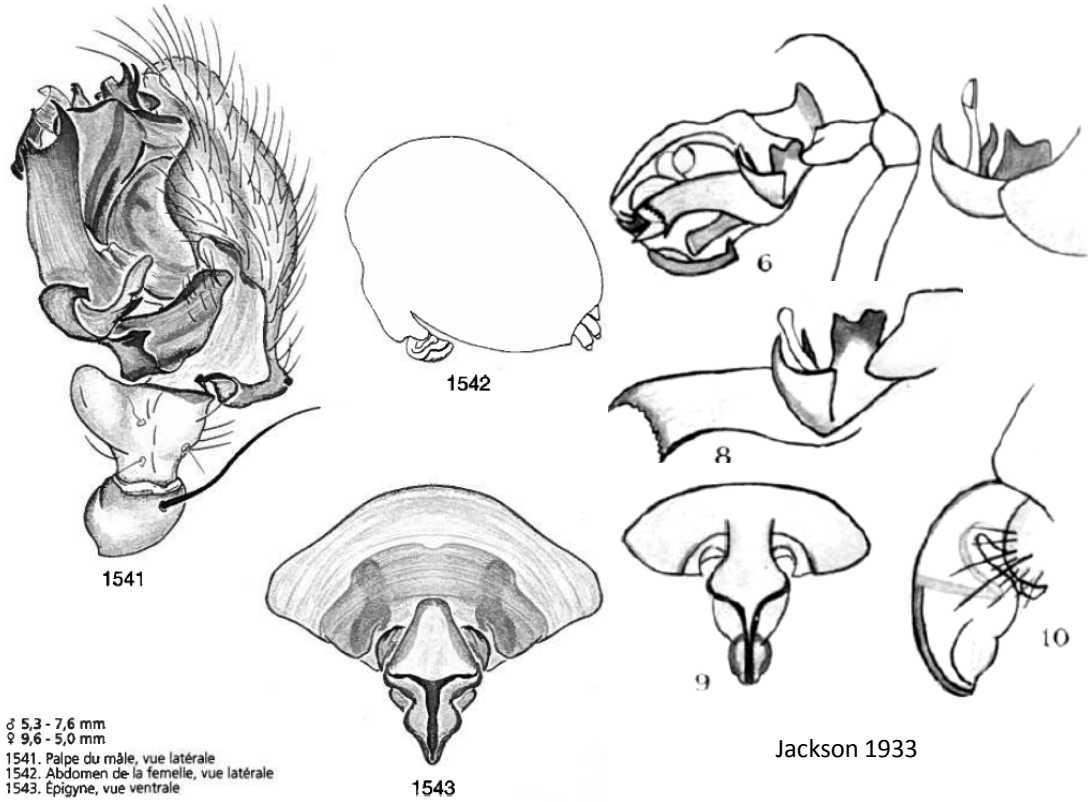 1541
1542
1543
♂ 5,3 - 7,6 mm
♀ 9,6 - 5,0 mm
1541. Palpe du mâle, vue latérale
1542. Abdomen de la femelle, vue latérale
1543. Épigyne, vue ventrale
6
8
9
10
Jackson 1933